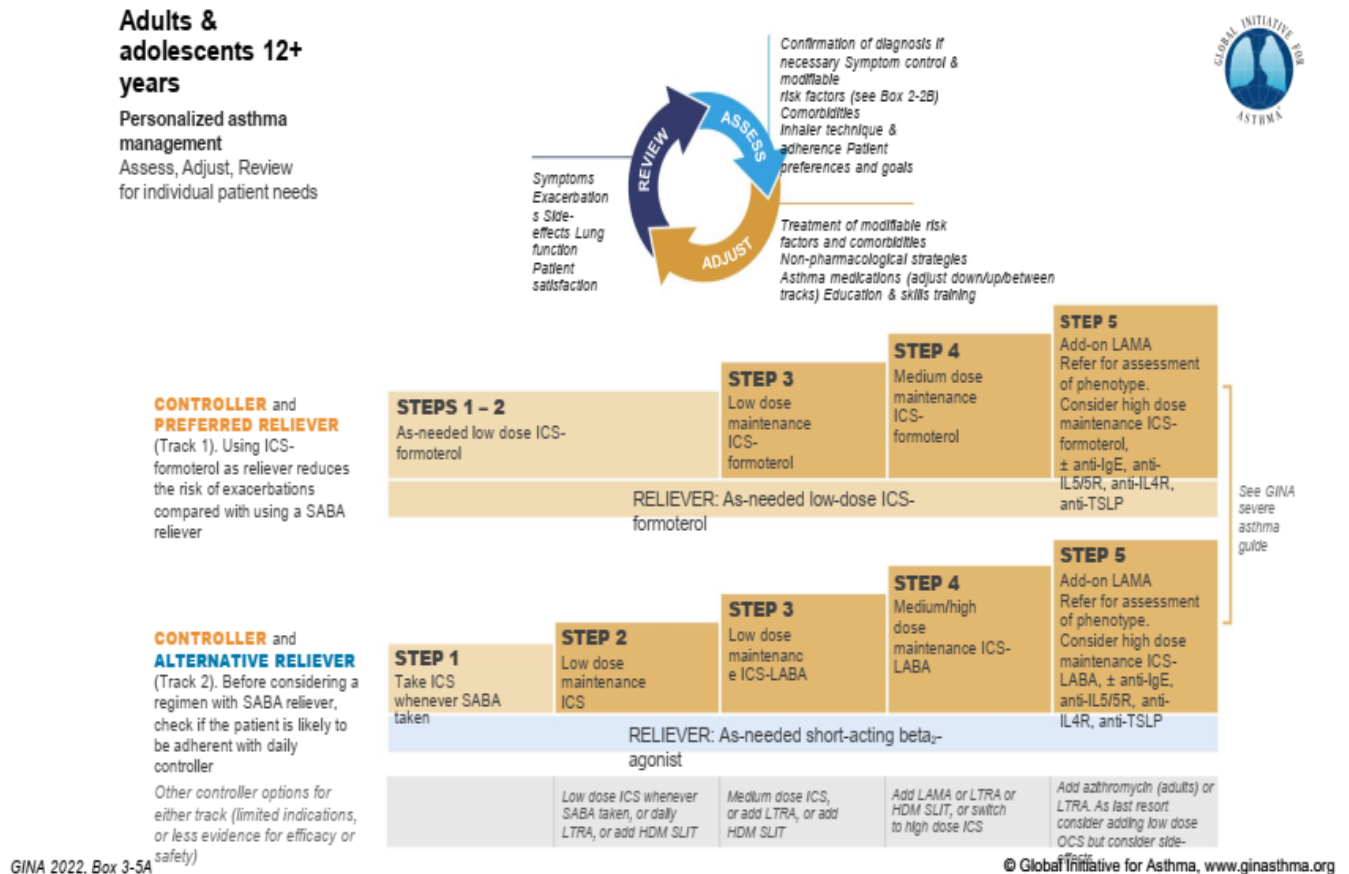 Adults &
adolescents 12+
years
Personalized asthma
management
Assess, Adjust, Review
for individual patient needs
REVIEW
ASSESS
ADJUST
Confirmation of diagnosis if
necessary Symptom control &
modifiable
risk factors (see Box 2-2B)
Comorbidities
Inhaler technique &
adherence Patient
preferences and goals
GLOBAL INITIATIVE FOR
ASTHMA
Symptoms
Exacerbation
s Side-
effects Lung
function
Patient
satisfaction
Treatment of modifiable risk
factors and comorbidities
Non-pharmacological strategies
Asthma medications (adjust down/up/between
tracks) Education & skills training
CONTROLLER and
PREFERRED RELIEVER
(Track 1). Using ICS-
formoterol as reliever reduces
the risk of exacerbations
compared with using a SABA
reliever
STEPS 1 – 2
As-needed low dose ICS-
formoterol
STEP 3
Low dose
maintenance
ICS-
formoterol
STEP 4
Medium dose
maintenance
ICS-
formoterol
STEP 5
Add-on LAMA
Refer for assessment
of phenotype.
Consider high dose
maintenance ICS-
formoterol,
± anti-IgE, anti-
IL5/5R, anti-IL4R,
anti-TSLP
RELIEVER: As-needed low-dose ICS-
formoterol
See GINA
severe
asthma
guide
CONTROLLER and
ALTERNATIVE RELIEVER
(Track 2). Before considering a
regimen with SABA reliever,
check if the patient is likely to
be adherent with daily
controller
STEP 1
Take ICS
whenever SABA
taken
STEP 2
Low dose
maintenance
ICS
STEP 3
Low dose
maintenanc
e ICS-LABA
STEP 4
Medium/high
dose
maintenance ICS-
LABA
STEP 5
Add-on LAMA
Refer for assessment
of phenotype.
Consider high dose
maintenance ICS-
LABA, ± anti-IgE,
anti-IL5/5R, anti-
IL4R, anti-TSLP
RELIEVER: As-needed short-acting beta₂-
agonist
Other controller options for
either track (limited indications,
or less evidence for efficacy or
safety)
Low dose ICS whenever
SABA taken, or daily
LTRA, or add HDM SLIT
Medium dose ICS,
or add LTRA, or add
HDM SLIT
Add LAMA or LTRA or
HDM SLIT, or switch
to high dose ICS
Add azithromycin (adults) or
LTRA. As last resort
consider adding low dose
OCS but consider side-
effects
GINA 2022, Box 3-5A
© Global Initiative for Asthma, www.ginasthma.org